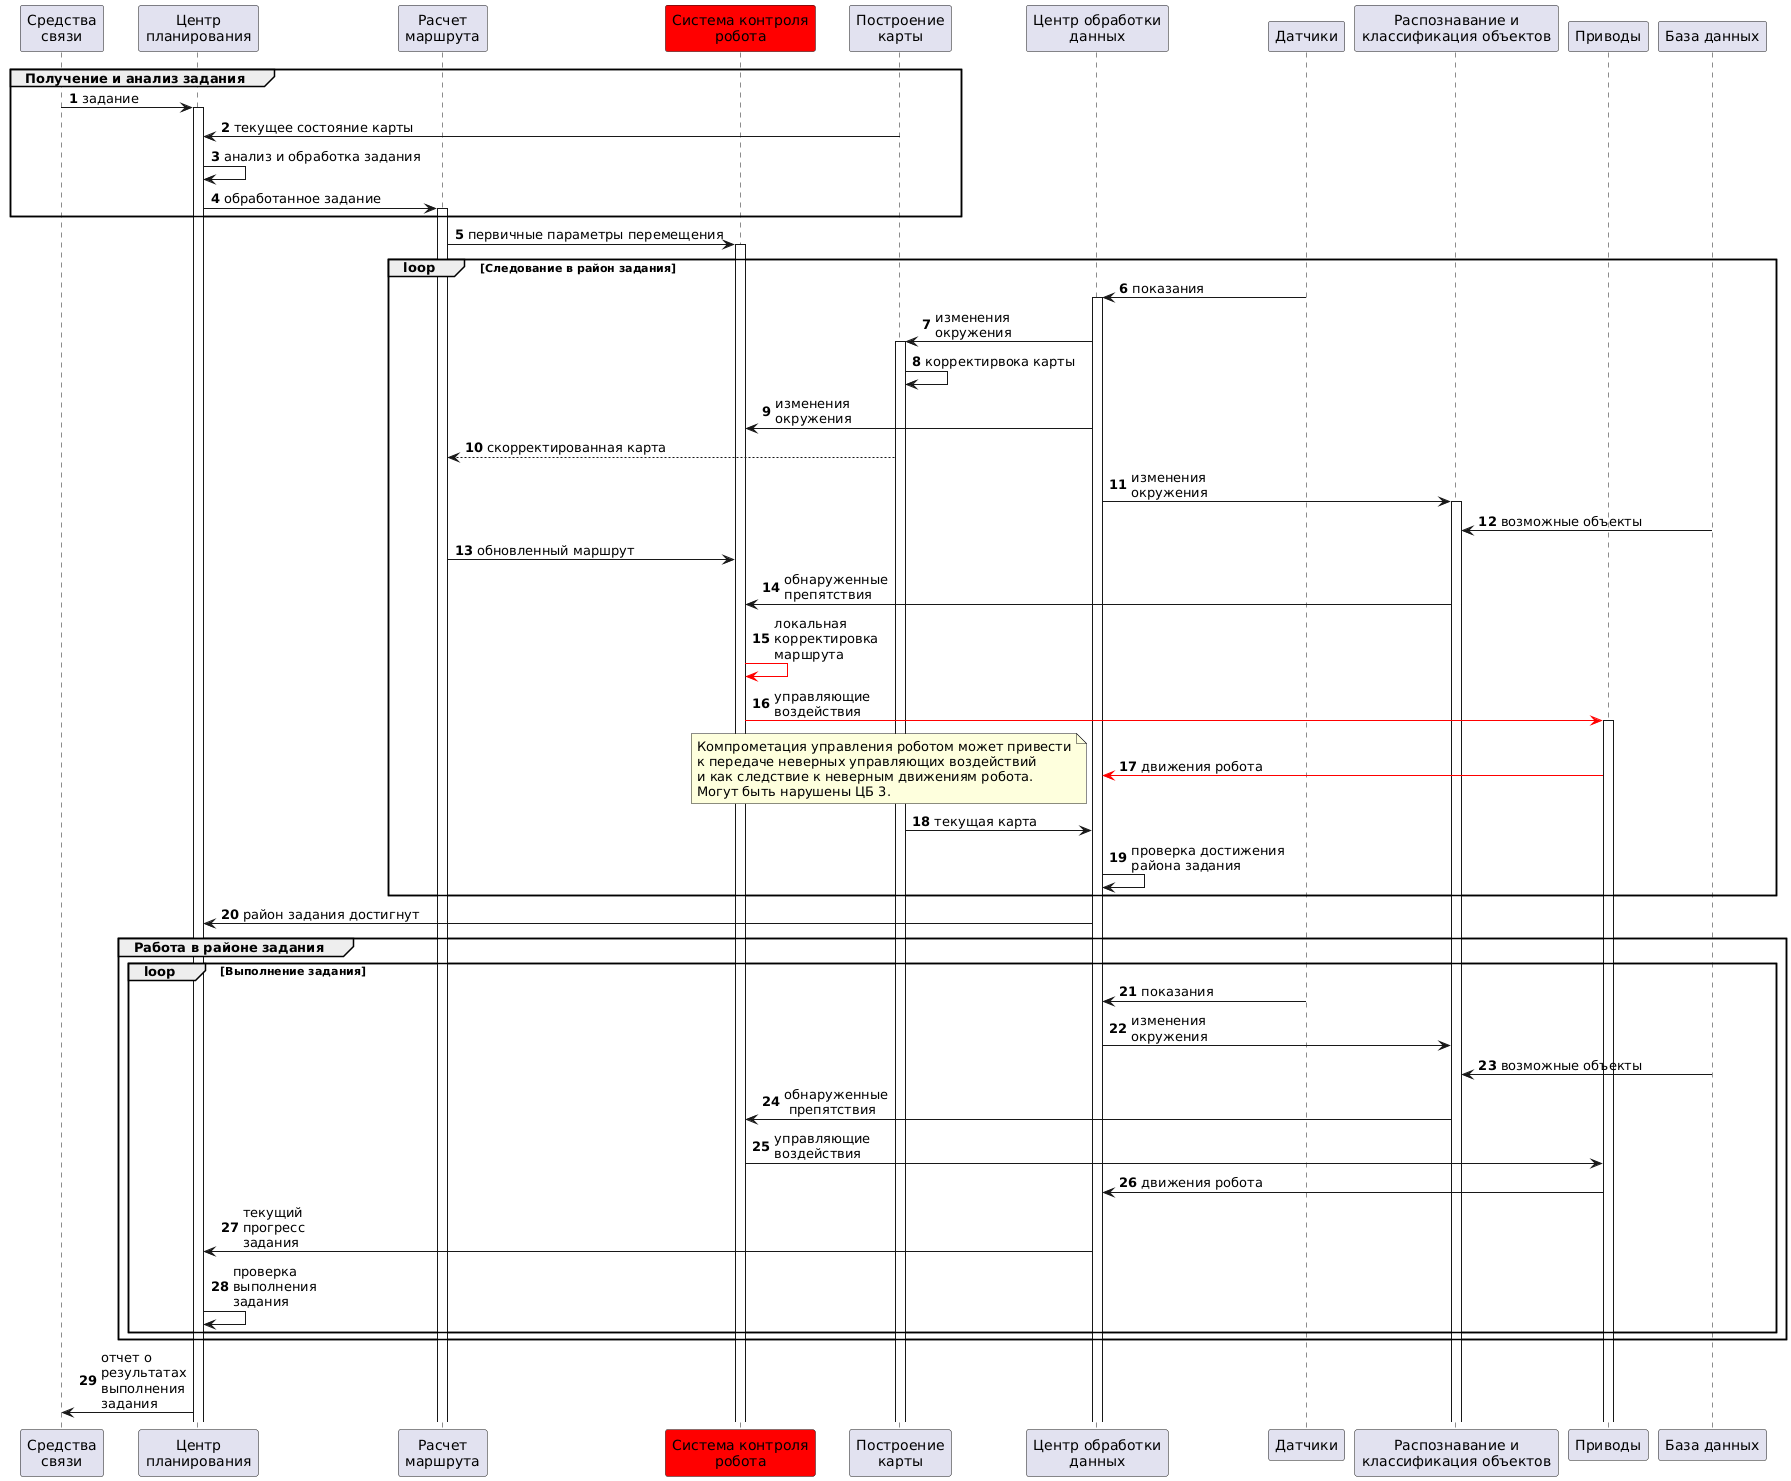 Средства
связи
Центр
планирования
Расчет
маршрута
Система контроля
робота
Построение
карты
Центр обработки
данных
Датчики
Распознавание и
классификация объектов
Приводы
База данных
Получение и анализ задания
1 задание
2 текущее состояние карты
3 анализ и обработка задания
4 обработанное задание
5 первичные параметры перемещения
loop [Следование в район задания]
6 показания
7 изменения
окружения
8 корректирвока карты
9 изменения
окружения
10 скорректированная карта
11 изменения
окружения
12 возможные объекты
13 обновленный маршрут
14 обнаруженные
препятствия
15 локальная
корректировка
маршрута
16 управляющие
воздействия
Компрометация управления роботом может привести
к передаче неверных управляющих воздействий
и как следствие к неверным движениям робота.
Могут быть нарушены ЦБ 3.
17 движения робота
18 текущая карта
19 проверка достижения
района задания
20 район задания достигнут
Работа в районе задания
loop [Выполнение задания]
21 показания
22 изменения
окружения
23 возможные объекты
24 обнаруженные
препятствия
25 управляющие
воздействия
26 движения робота
27 текущий
прогресс
задания
28 проверка
выполнения
задания
29 отчет о
результатах
выполнения
задания
Средства
связи
Центр
планирования
Расчет
маршрута
Система контроля
робота
Построение
карты
Центр обработки
данных
Датчики
Распознавание и
классификация объектов
Приводы
База данных